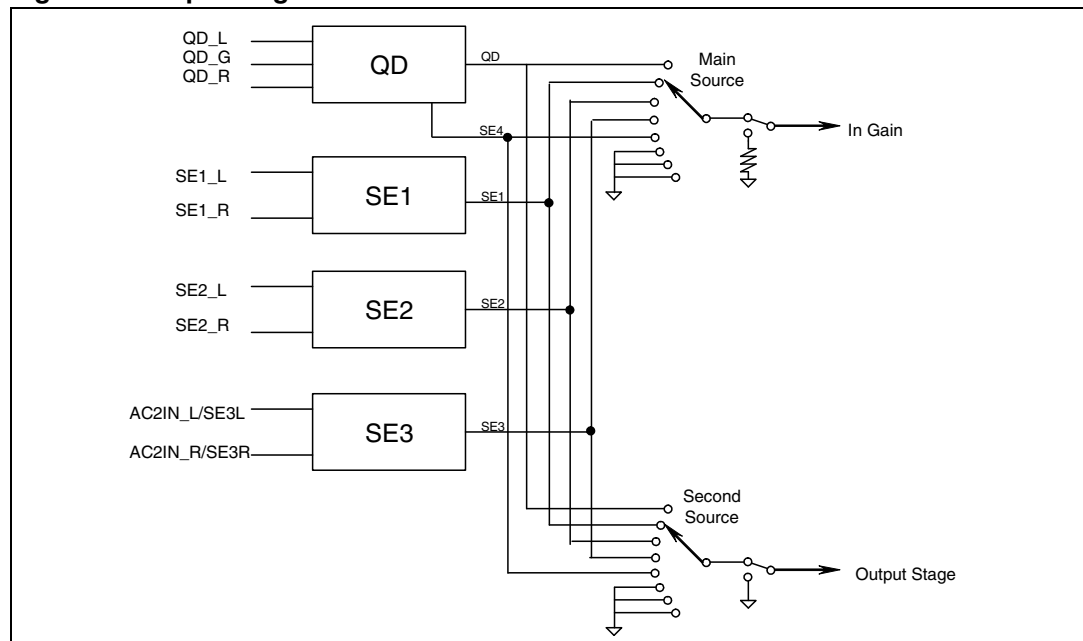 QD_L
QD_G
QD_R
QD
QD
SE4
Main
Source
In Gain
SE1_L
SE1_R
SE1
SE1
SE2_L
SE2_R
SE2
SE2
AC2IN_L/SE3L
AC2IN_R/SE3R
SE3
SE3
Second
Source
Output Stage